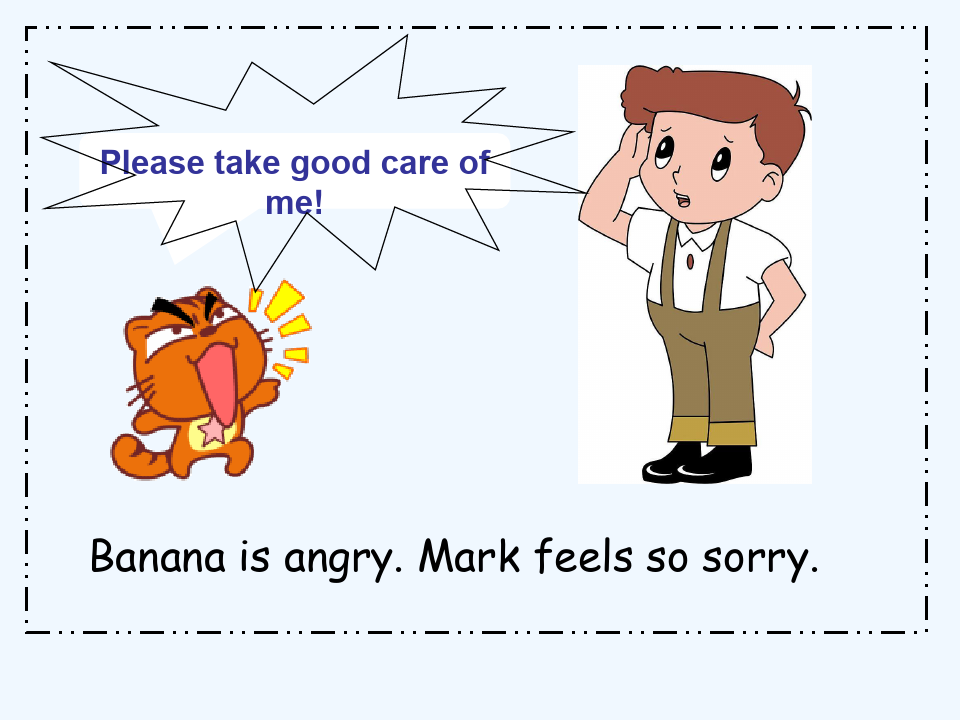 Please take good care of
me!
Banana is angry. Mark feels so sorry.